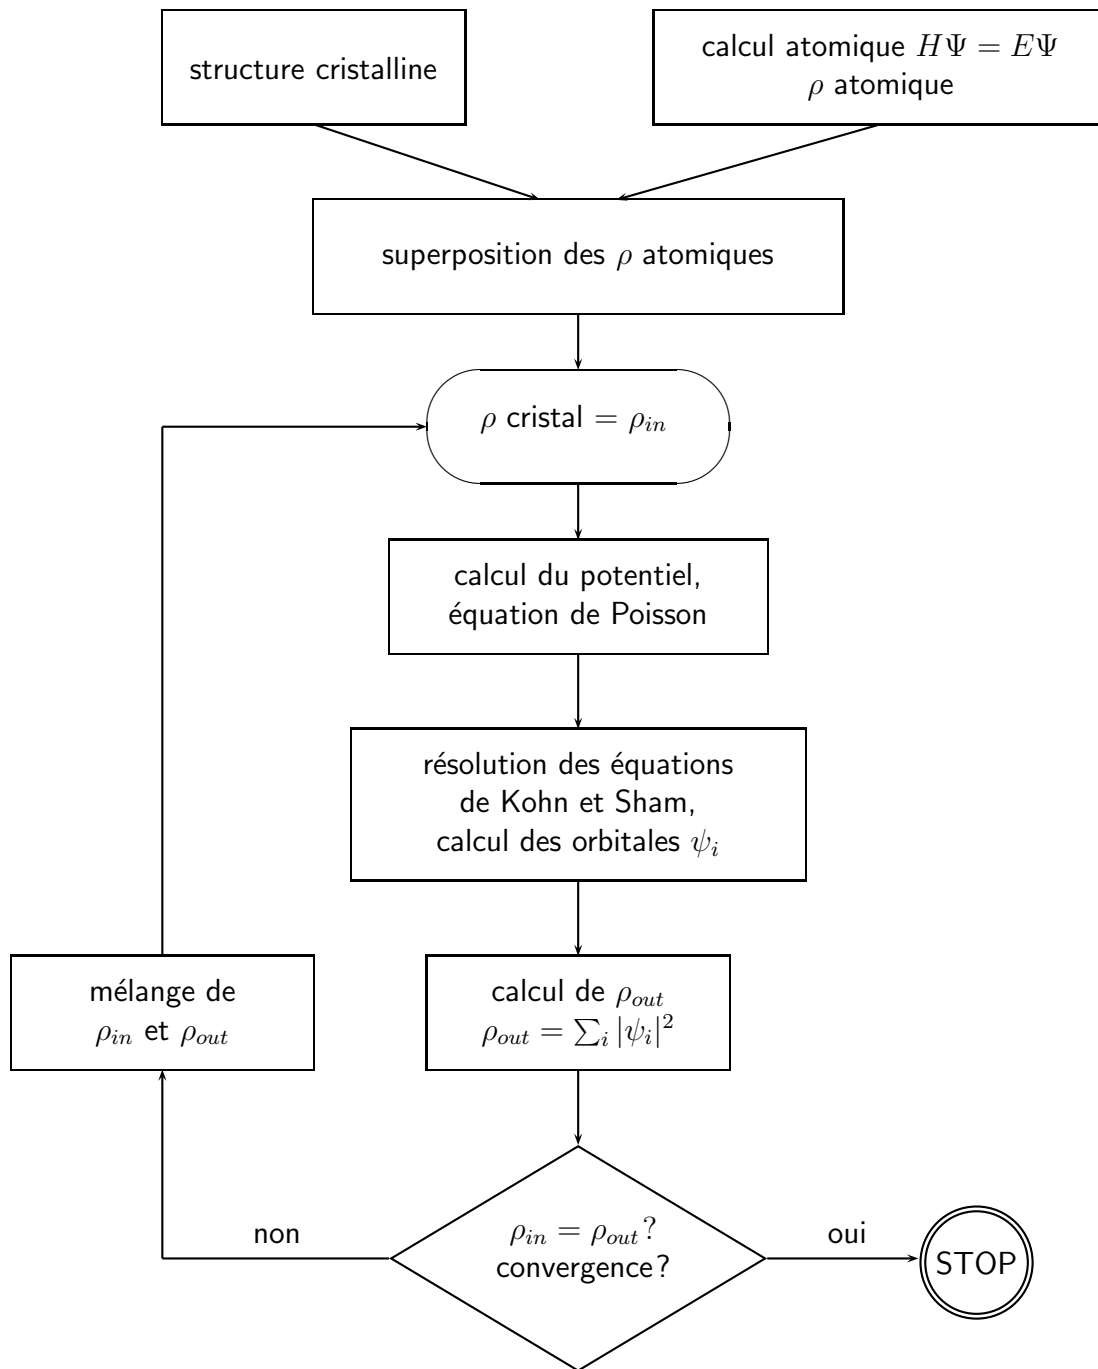 structure cristalline
calcul atomique HΨ = EΨ
ρ atomique
superposition des ρ atomiques
ρ cristal = ρ_in
calcul du potentiel,
équation de Poisson
résolution des équations
de Kohn et Sham,
calcul des orbitales ψ_i
mélange de
ρ_in et ρ_out
calcul de ρ_out
ρ_out = ∑_i |ψ_i|²
non
ρ_in = ρ_out?
convergence?
oui
STOP